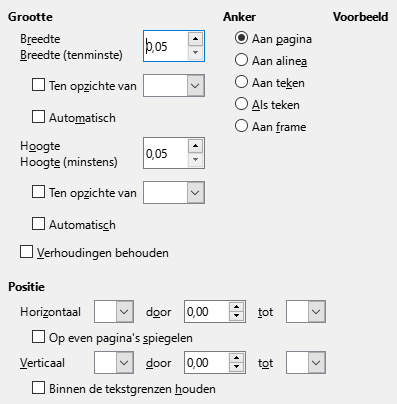 Grootte Anker Voorbeeld
Breedte
Breedte (tenminste) 0,05
Aan pagina
Aan alinea
Ten opzichte van
Aan teken
Automatisch
Als teken
Aan frame
Hoogte
Hoogte (minstens) 0,05
Ten opzichte van
Automatisch
Verhoudingen behouden
Positie
Horizontaal door 0,00 tot
Op even pagina's spiegelen
Verticaal door 0,00 tot
Binnen de tekstgrenzen houden